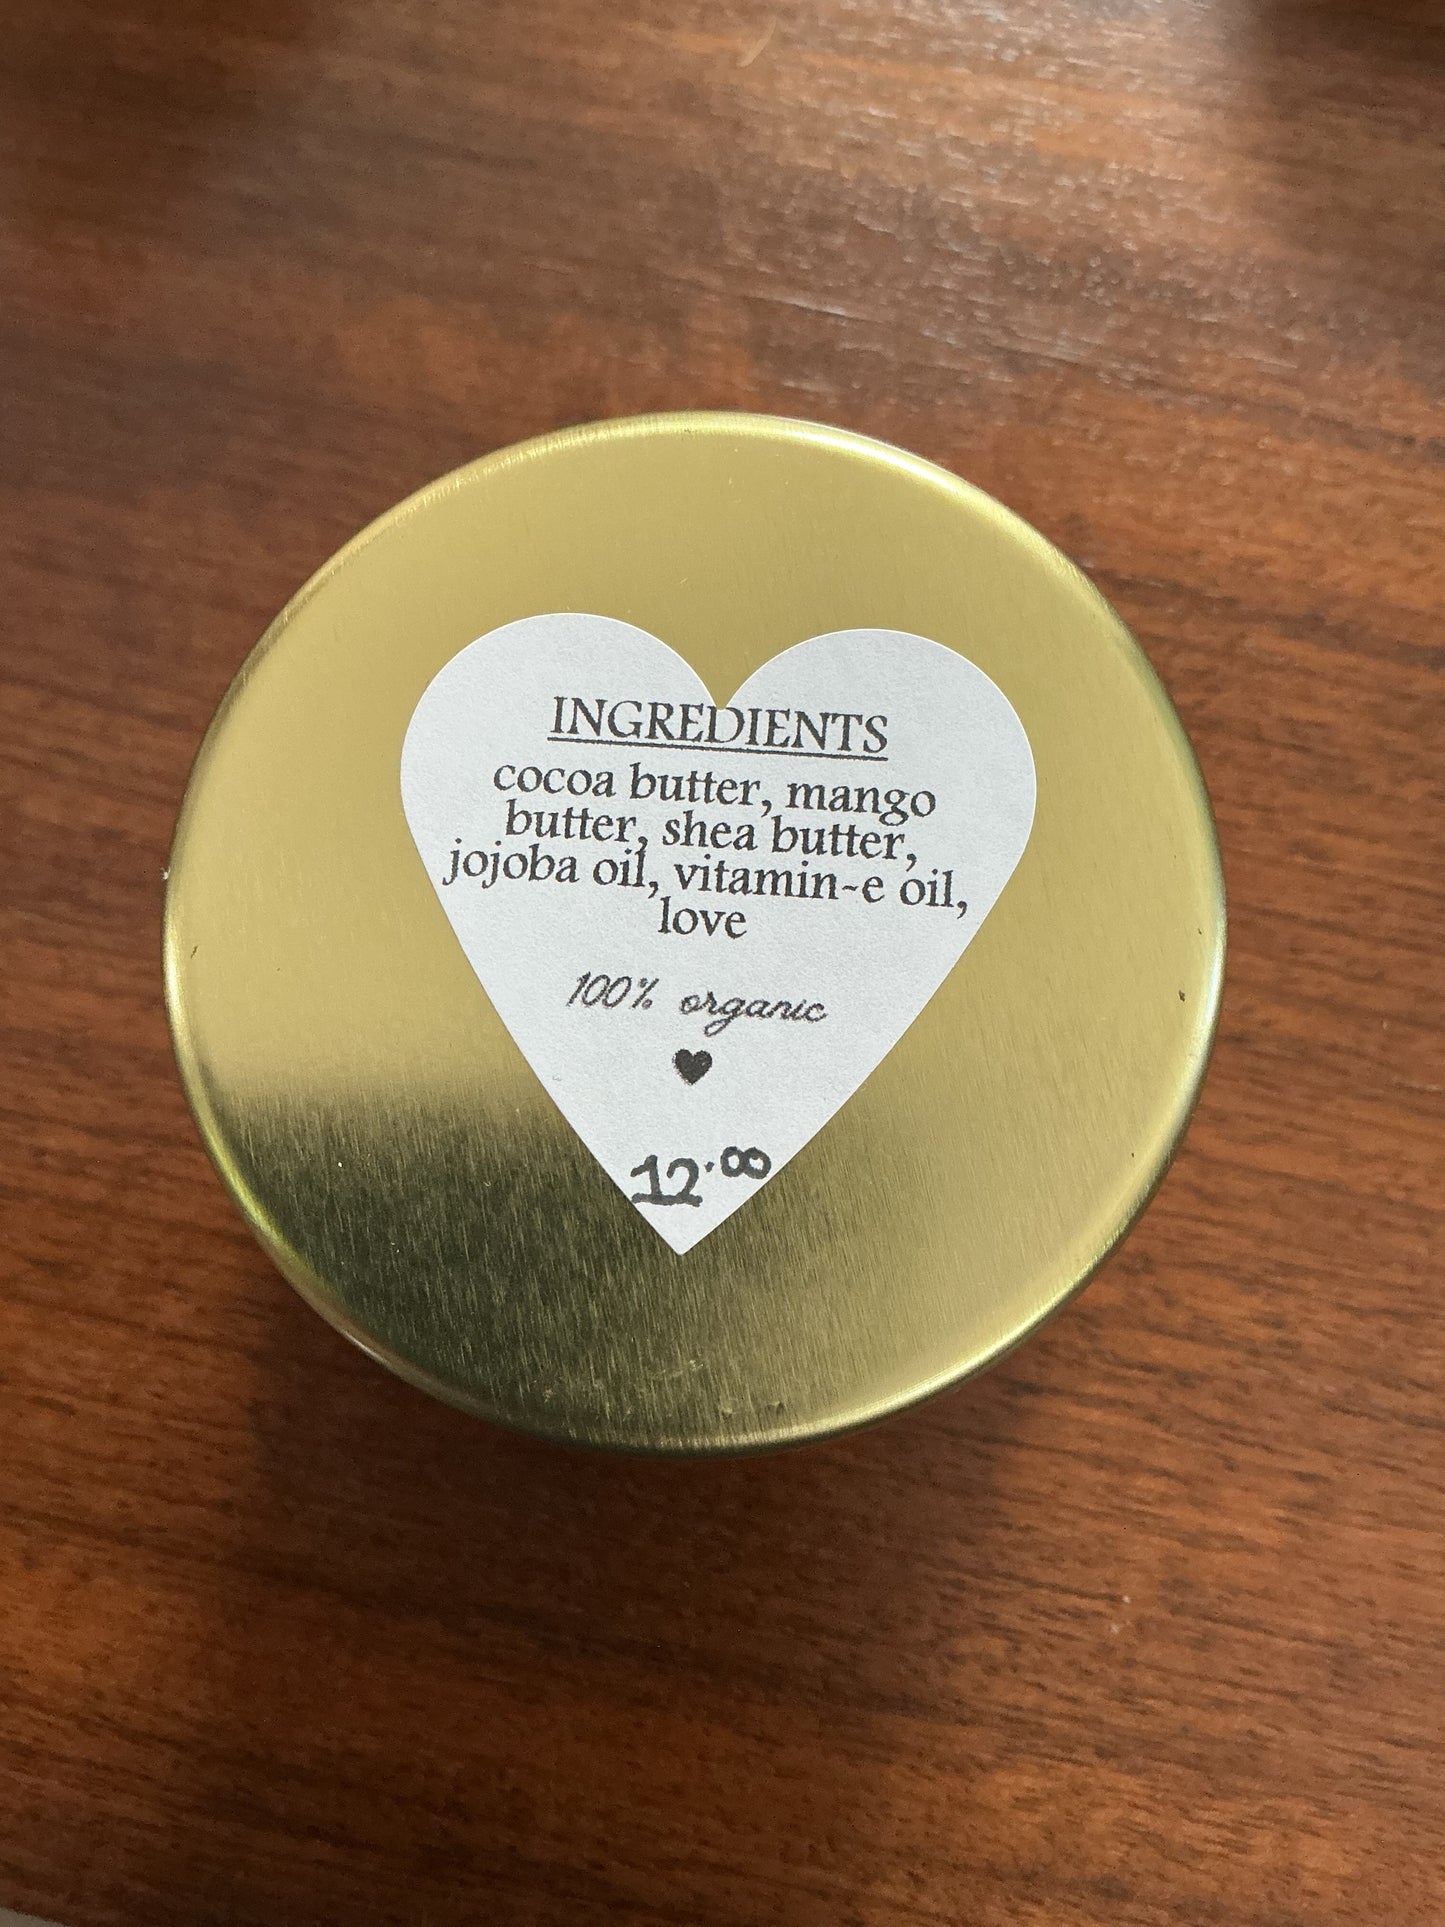 INGREDIENTS
cocoa butter, mango
butter, shea butter,
jojoba oil, vitamin-e oil,
love
100% organic
♥
12.00